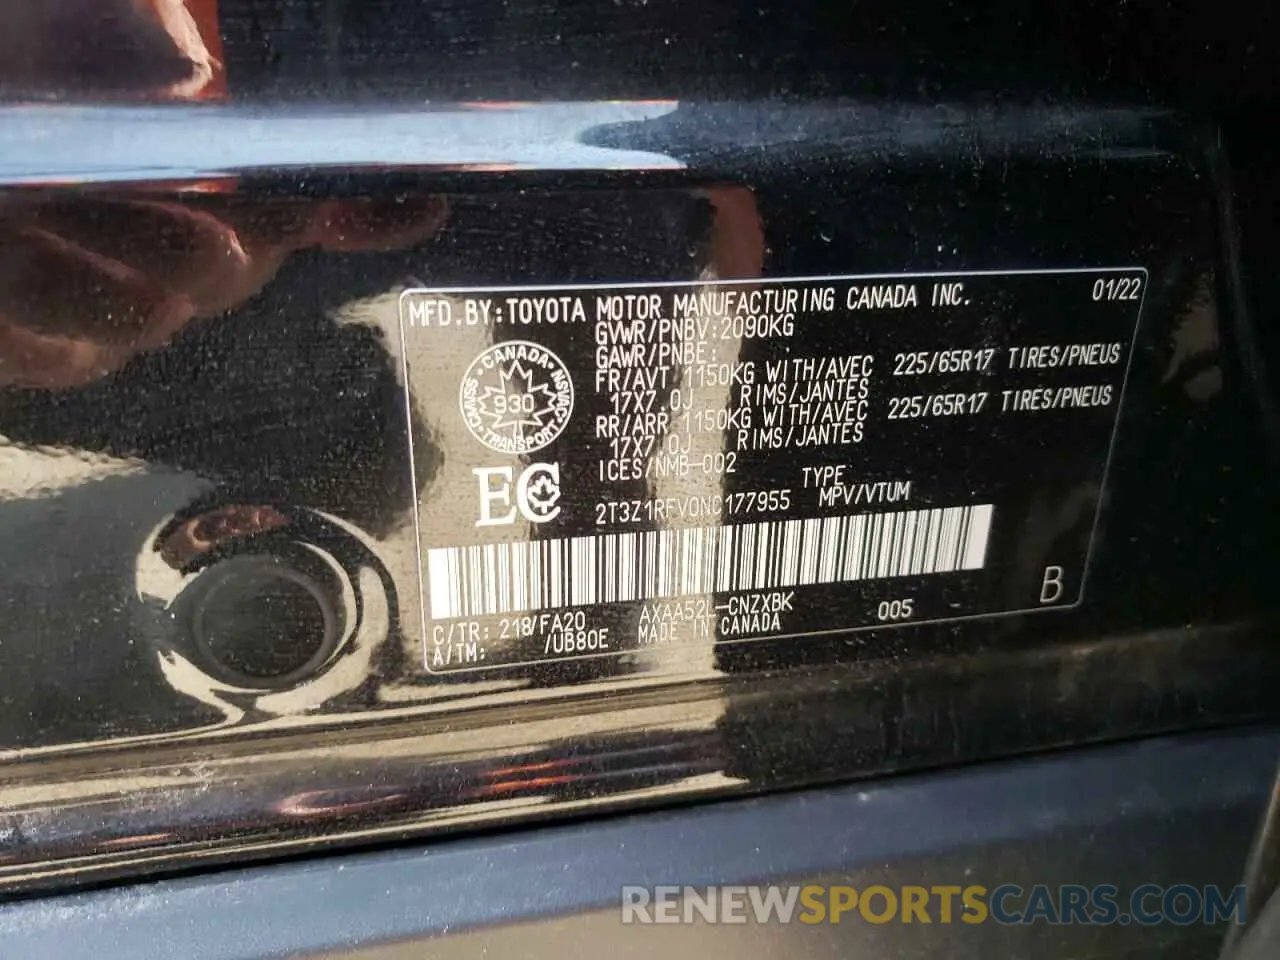 MFD.BY:TOYOTA MOTOR MANUFACTURING CANADA INC. 01/22
GVWR/PNBV:2090KG
GAWR/PNBE:
FR/AVT 1150KG WITH/AVEC 225/65R17 TIRES/PNEUS
17X7.0J RIMS/JANTES
RR/ARR 1150KG WITH/AVEC 225/65R17 TIRES/PNEUS
17X7.0J RIMS/JANTES
ICES/NMB-002
TYPE
2T3Z1RFV0NC177955 MPV/VTUM
CANADA
930
TRANSPORT
CMVSS
NSVAC
EC
C/TR: 218/FA20 AXAA52L-CNZXBK 005 B
A/TM: /UB80E MADE IN CANADA
RENEWSPORTSCARS.COM